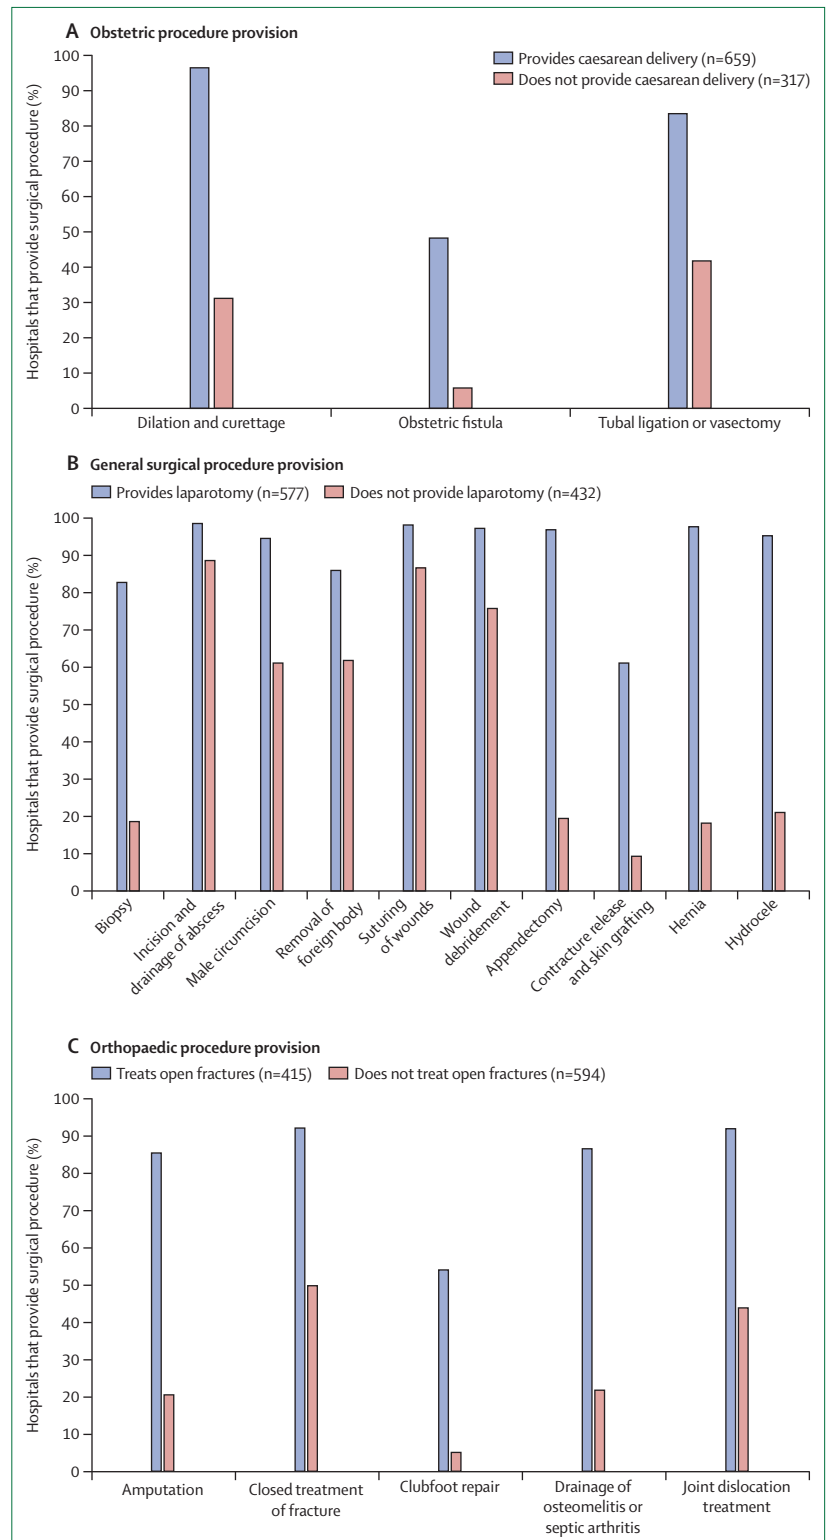 A Obstetric procedure provision
Provides caesarean delivery (n=659)
Does not provide caesarean delivery (n=317)
Hospitals that provide surgical procedure (%)
100
90
80
70
60
50
40
30
20
10
0
Dilation and curettage
Obstetric fistula
Tubal ligation or vasectomy
B General surgical procedure provision
Provides laparotomy (n=577)
Does not provide laparotomy (n=432)
Hospitals that provide surgical procedure (%)
100
90
80
70
60
50
40
30
20
10
0
Biopsy
Incision and
drainage of abscess
Male circumcision
Removal of
foreign body
Suturing
of wounds
Wound
debridement
Appendectomy
Contracture release
and skin grafting
Hernia
Hydrocele
C Orthopaedic procedure provision
Treats open fractures (n=415)
Does not treat open fractures (n=594)
Hospitals that provide surgical procedure (%)
100
90
80
70
60
50
40
30
20
10
0
Amputation
Closed treatment
of fracture
Clubfoot repair
Drainage of
osteomelitis or
septic arthritis
Joint dislocation
treatment